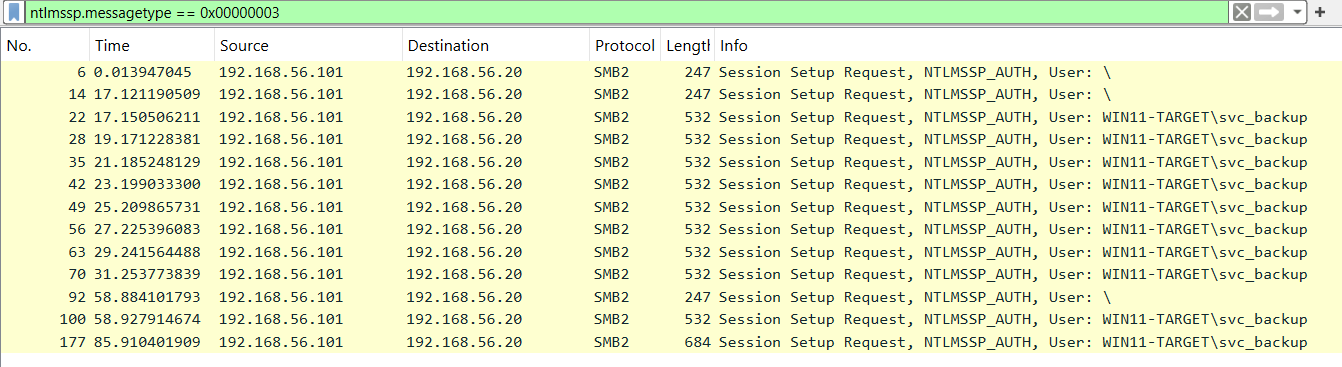 ntlmssp.messagetype == 0x00000003
No. Time Source Destination Protocol Lengtl Info
6 0.013947045 192.168.56.101 192.168.56.20 SMB2 247 Session Setup Request, NTLMSSP_AUTH, User: \
14 17.121190509 192.168.56.101 192.168.56.20 SMB2 247 Session Setup Request, NTLMSSP_AUTH, User: \
22 17.150506211 192.168.56.101 192.168.56.20 SMB2 532 Session Setup Request, NTLMSSP_AUTH, User: WIN11-TARGET\svc_backup
28 19.171228381 192.168.56.101 192.168.56.20 SMB2 532 Session Setup Request, NTLMSSP_AUTH, User: WIN11-TARGET\svc_backup
35 21.185248129 192.168.56.101 192.168.56.20 SMB2 532 Session Setup Request, NTLMSSP_AUTH, User: WIN11-TARGET\svc_backup
42 23.199033300 192.168.56.101 192.168.56.20 SMB2 532 Session Setup Request, NTLMSSP_AUTH, User: WIN11-TARGET\svc_backup
49 25.209865731 192.168.56.101 192.168.56.20 SMB2 532 Session Setup Request, NTLMSSP_AUTH, User: WIN11-TARGET\svc_backup
56 27.225396083 192.168.56.101 192.168.56.20 SMB2 532 Session Setup Request, NTLMSSP_AUTH, User: WIN11-TARGET\svc_backup
63 29.241564488 192.168.56.101 192.168.56.20 SMB2 532 Session Setup Request, NTLMSSP_AUTH, User: WIN11-TARGET\svc_backup
70 31.253773839 192.168.56.101 192.168.56.20 SMB2 532 Session Setup Request, NTLMSSP_AUTH, User: WIN11-TARGET\svc_backup
92 58.884101793 192.168.56.101 192.168.56.20 SMB2 247 Session Setup Request, NTLMSSP_AUTH, User: \
100 58.927914674 192.168.56.101 192.168.56.20 SMB2 532 Session Setup Request, NTLMSSP_AUTH, User: WIN11-TARGET\svc_backup
177 85.910401909 192.168.56.101 192.168.56.20 SMB2 684 Session Setup Request, NTLMSSP_AUTH, User: WIN11-TARGET\svc_backup